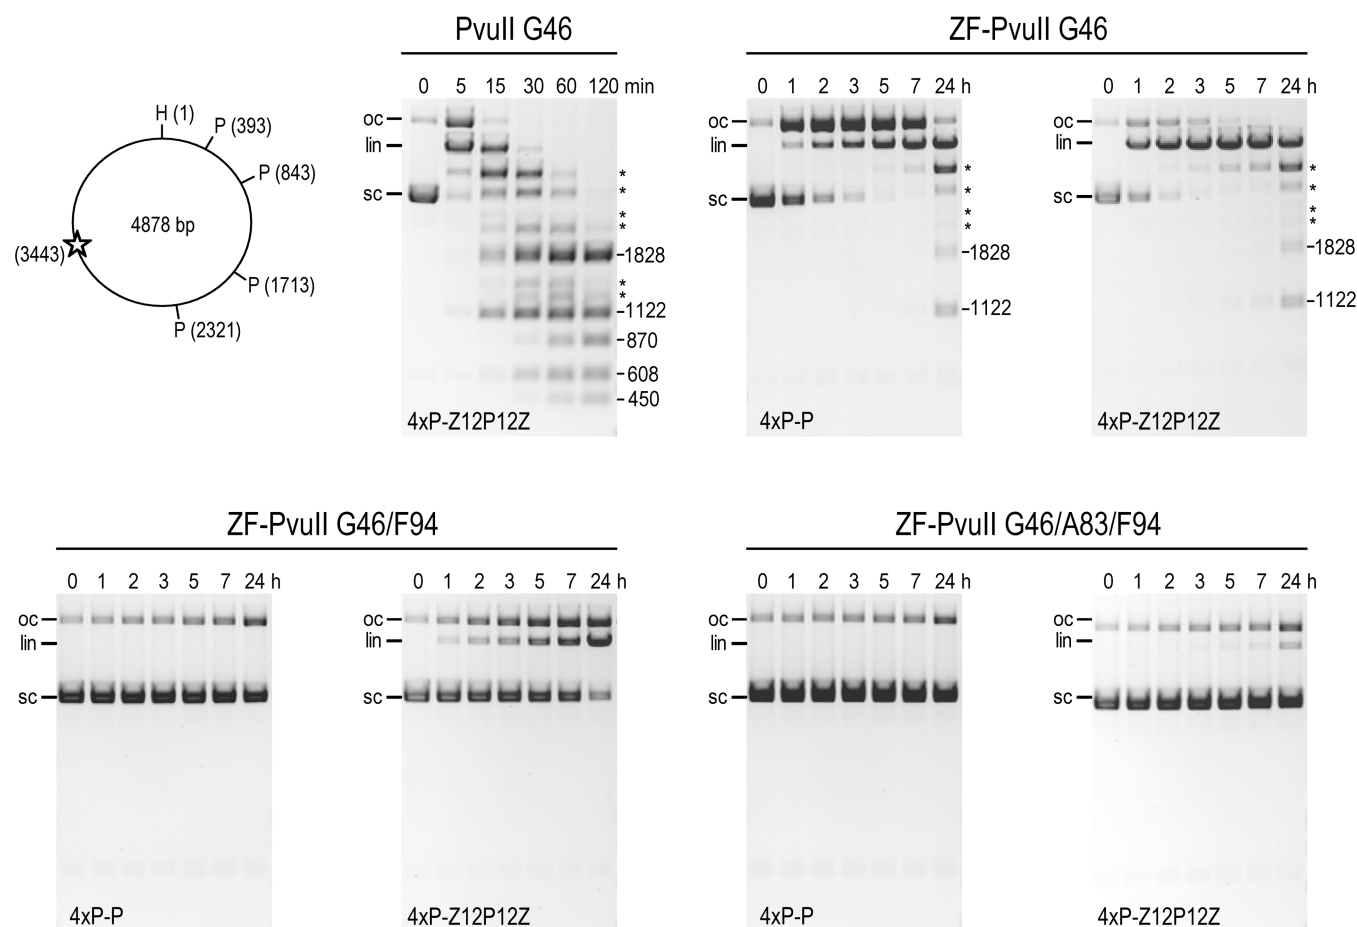 PvuII G46
ZF-PvuII G46
0 5 15 30 60 120 min
0 1 2 3 5 7 24 h
0 1 2 3 5 7 24 h
H (1)
P (393)
P (843)
4878 bp
(3443)
P (1713)
P (2321)
oc
lin
sc
*
*
*
*
1828
*
*
1122
870
608
450
4xP-Z12P12Z
oc
lin
sc
*
*
*
*
1828
1122
4xP-P
oc
lin
sc
*
*
*
*
1828
1122
4xP-Z12P12Z
ZF-PvuII G46/F94
ZF-PvuII G46/A83/F94
0 1 2 3 5 7 24 h
0 1 2 3 5 7 24 h
0 1 2 3 5 7 24 h
0 1 2 3 5 7 24 h
oc
lin
sc
4xP-P
oc
lin
sc
4xP-Z12P12Z
oc
lin
sc
4xP-P
oc
lin
sc
4xP-Z12P12Z